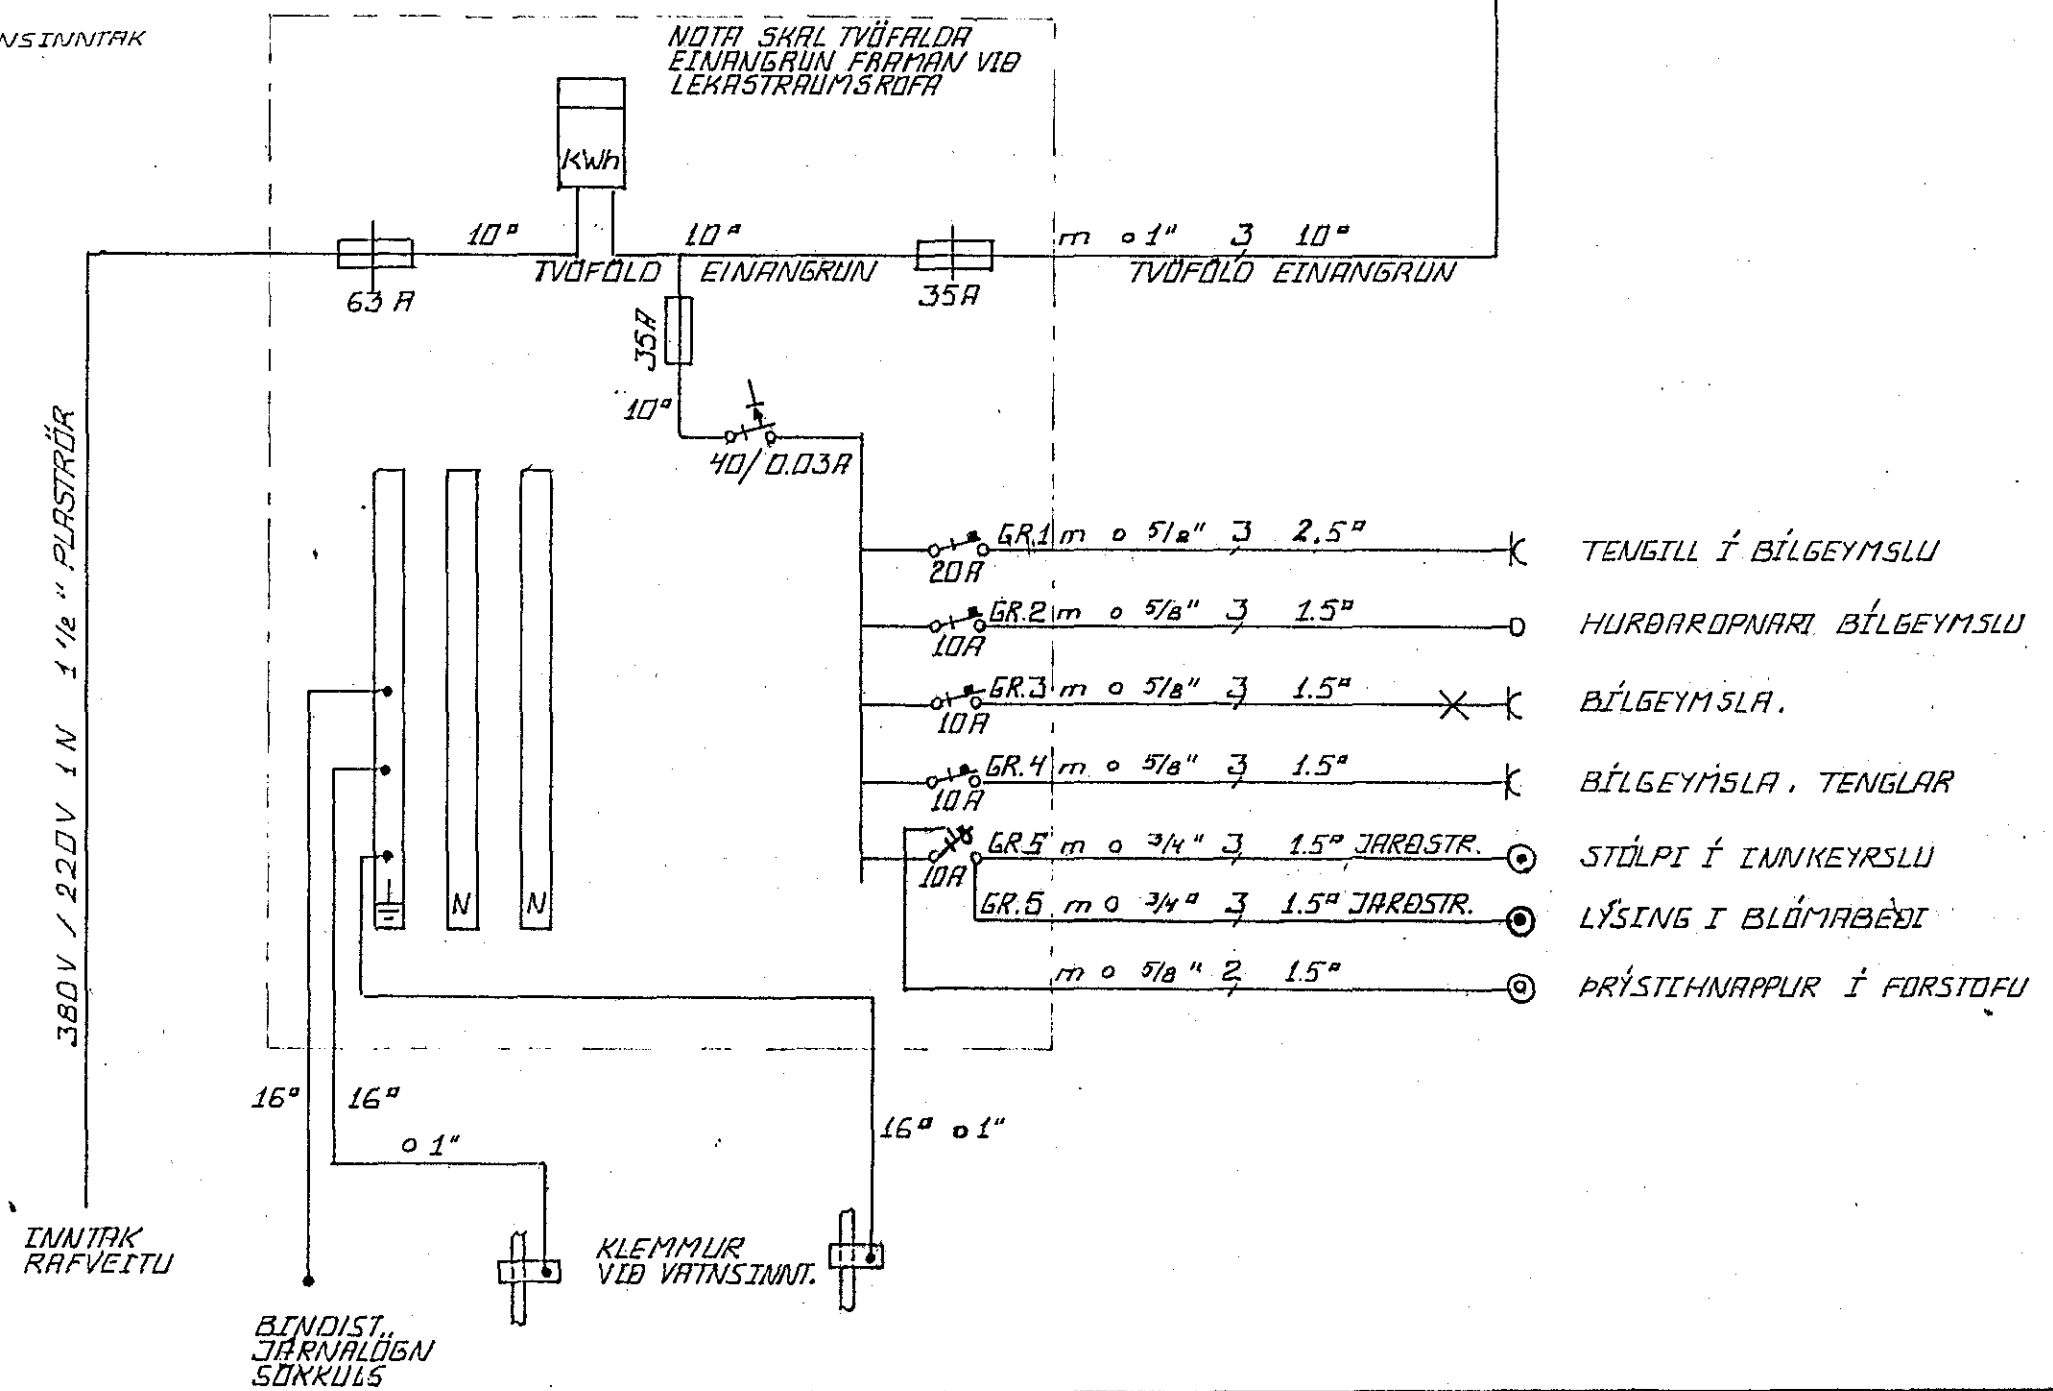 NSINNTAK
NOTA SKAL TVÖFALDA
EINANGRUN FRAMAN VIÐ
LEKASTRAUMSROFA
kWh
10▫
10▫
m o 1" 3 10▫
TVÖFÖLD EINANGRUN
TVÖFÖLD EINANGRUN
63 A
35A
35A
10▫
40/0.03A
380V / 220V 1N 1 1/2" PLASTRÖR
GR.1 m o 5/8" 3 2.5▫
20A
TENGILL Í BÍLGEYMSLU
GR.2 m o 5/8" 3 1.5▫
10A
HURÐAROPNARI BÍLGEYMSLU
GR.3 m o 5/8" 3 1.5▫
10A
BÍLGEYMSLA.
GR.4 m o 5/8" 3 1.5▫
10A
BÍLGEYMSLA. TENGLAR
GR.5 m o 3/4" 3 1.5▫ JARÐSTR.
10A
STÓLPI Í INNKEYRSLU
GR.5 m o 3/4" 3 1.5▫ JARÐSTR.
LÝSING I BLÓMABEÐI
m o 5/8" 2 1.5▫
ÞRÝSTIHNAPPUR Í FORSTOFU
N
N
16▫
16▫
o 1"
16▫ o 1"
INNTAK
RAFVEITU
KLEMMUR
VIÐ VATNSINNT.
BINDIST.
JÁRNALÖGN
SÖKKULS